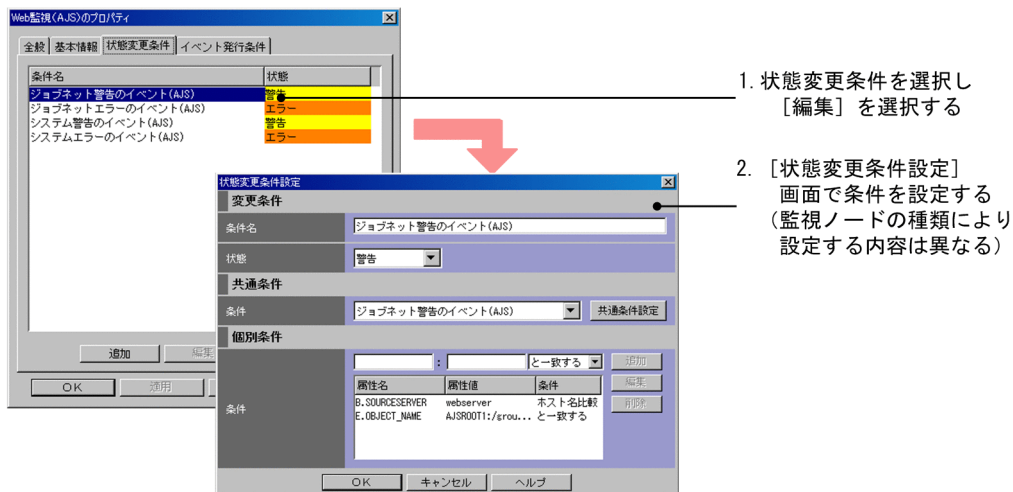 Web監視(AJS)のプロパティ
全般 基本情報 状態変更条件 イベント発行条件
条件名 状態
ジョブネット警告のイベント(AJS) 警告
ジョブネットエラーのイベント(AJS) エラー
システム警告のイベント(AJS) 警告
システムエラーのイベント(AJS) エラー
追加 編集
OK 適用
1.状態変更条件を選択し
[編集]を選択する
状態変更条件設定
変更条件
条件名 ジョブネット警告のイベント(AJS)
状態 警告
共通条件
条件 ジョブネット警告のイベント(AJS) 共通条件設定
個別条件
: と一致する 追加
属性名 属性値 条件 編集
B.SOURCESERVER webserver ホスト名比較 削除
条件
E.OBJECT_NAME AJSROOT1:/grou... と一致する
OK キャンセル ヘルプ
2.[状態変更条件設定]
画面で条件を設定する
(監視ノードの種類により
設定する内容は異なる)